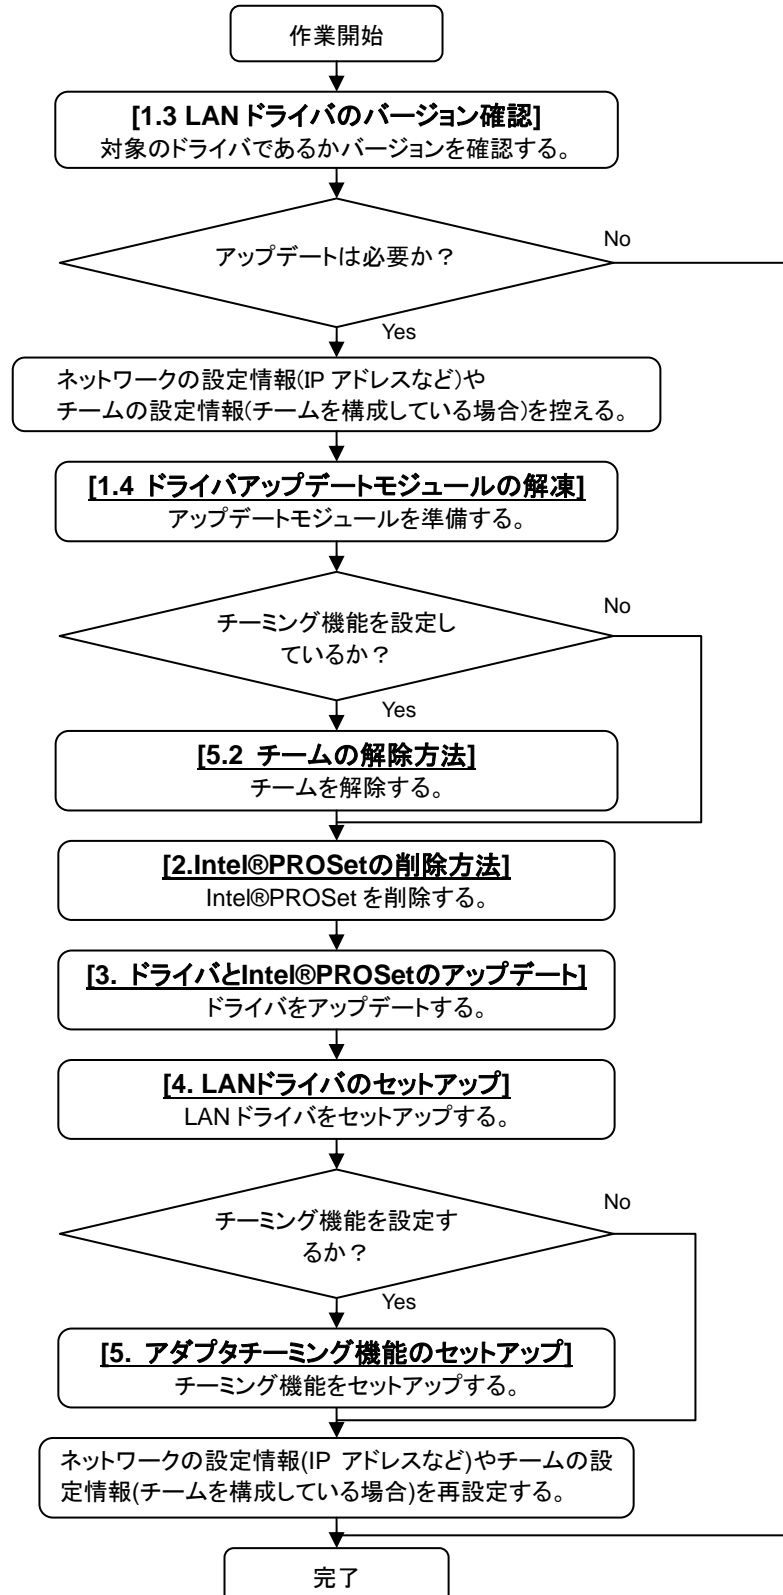 作業開始
[1.3 LANドライバのバージョン確認]
対象のドライバであるかバージョンを確認する。
アップデートは必要か？
No
Yes
ネットワークの設定情報(IP アドレスなど)や
チームの設定情報(チームを構成している場合)を控える。
[1.4 ドライバアップデートモジュールの解凍]
アップデートモジュールを準備する。
チーミング機能を設定し
ているか？
No
Yes
[5.2 チームの解除方法]
チームを解除する。
[2.Intel®PROSetの削除方法]
Intel®PROSet を削除する。
[3. ドライバとIntel®PROSetのアップデート]
ドライバをアップデートする。
[4. LANドライバのセットアップ]
LAN ドライバをセットアップする。
チーミング機能を設定す
るか？
No
Yes
[5. アダプタチーミング機能のセットアップ]
チーミング機能をセットアップする。
ネットワークの設定情報(IP アドレスなど)やチームの設
定情報(チームを構成している場合)を再設定する。
完了